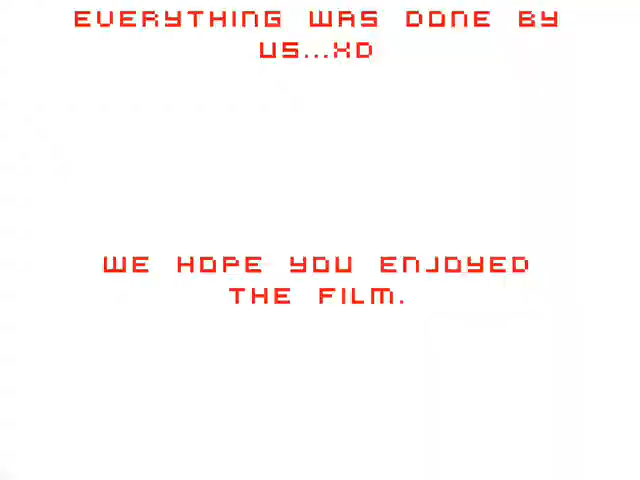 EVERYTHING WAS DONE BY
US...XD
WE HOPE YOU ENJOYED
THE FILM.